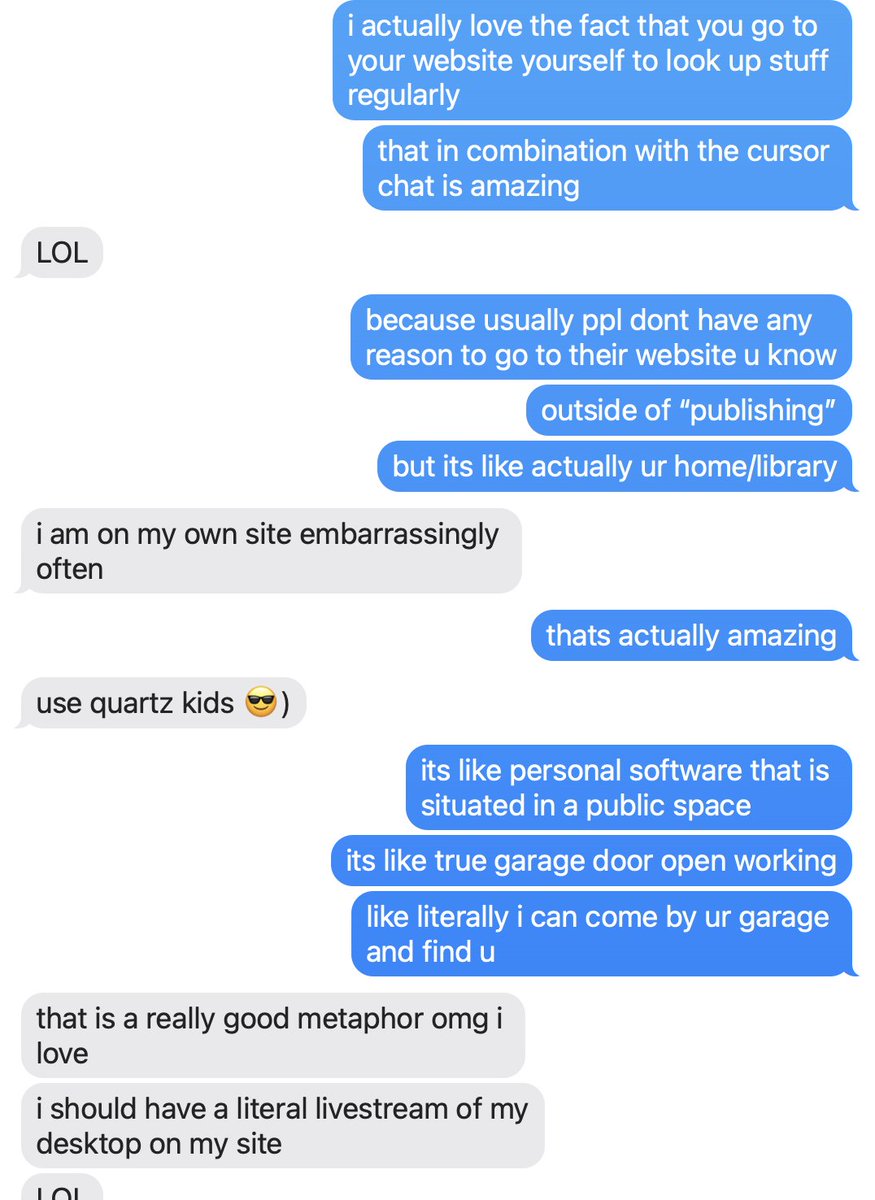 i actually love the fact that you go to
your website yourself to look up stuff
regularly
that in combination with the cursor
chat is amazing
LOL
because usually ppl dont have any
reason to go to their website u know
outside of “publishing”
but its like actually ur home/library
i am on my own site embarrassingly
often
thats actually amazing
use quartz kids 😎)
its like personal software that is
situated in a public space
its like true garage door open working
like literally i can come by ur garage
and find u
that is a really good metaphor omg i
love
i should have a literal livestream of my
desktop on my site
LOL